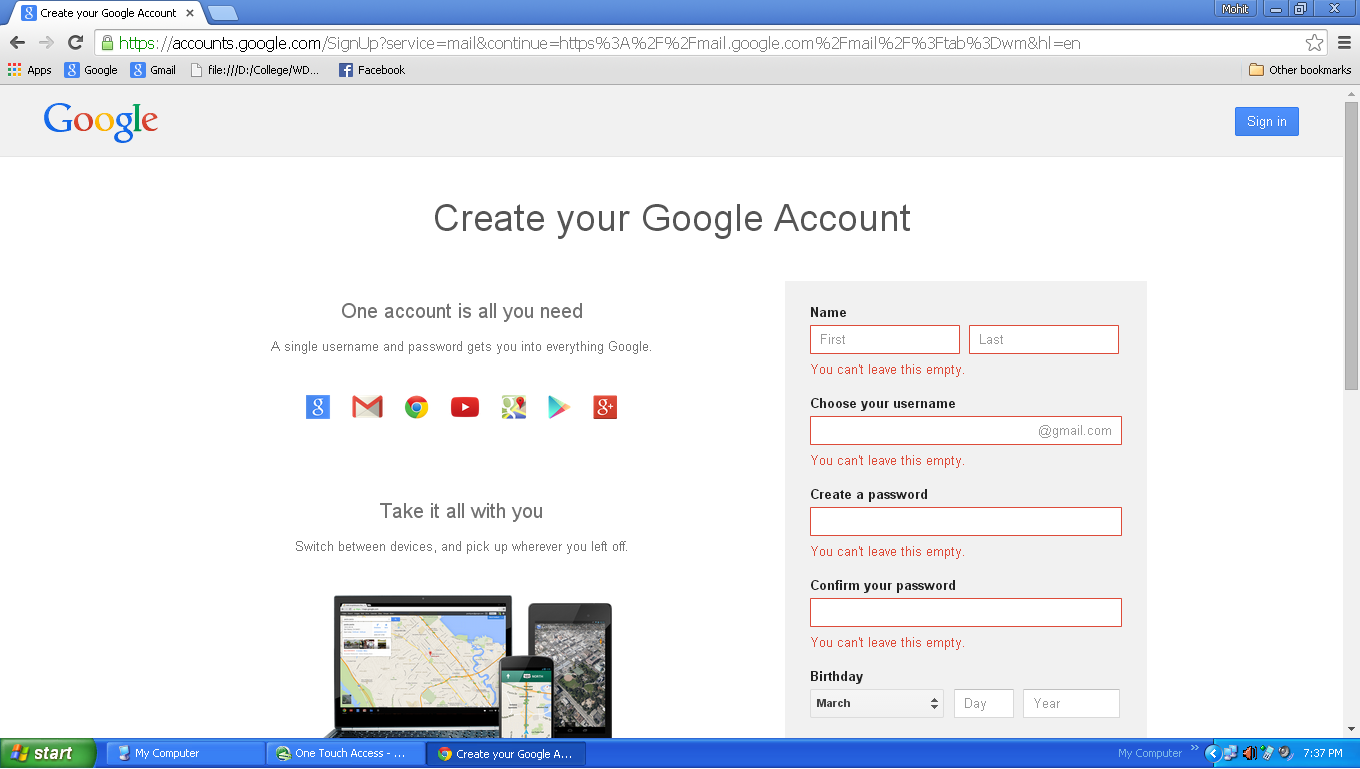 Create your Google Account
Mohit
https://accounts.google.com/SignUp?service=mail&continue=https%3A%2F%2Fmail.google.com%2Fmail%2F%3Ftab%3Dwm&hl=en
Apps Google Gmail file:///D:/College/WD... Facebook Other bookmarks
Google Sign in
Create your Google Account
One account is all you need
A single username and password gets you into everything Google.
Take it all with you
Switch between devices, and pick up wherever you left off.
Name
First Last
You can't leave this empty.
Choose your username
@gmail.com
You can't leave this empty.
Create a password
You can't leave this empty.
Confirm your password
You can't leave this empty.
Birthday
March Day Year
start My Computer One Touch Access - ... Create your Google A... My Computer 7:37 PM